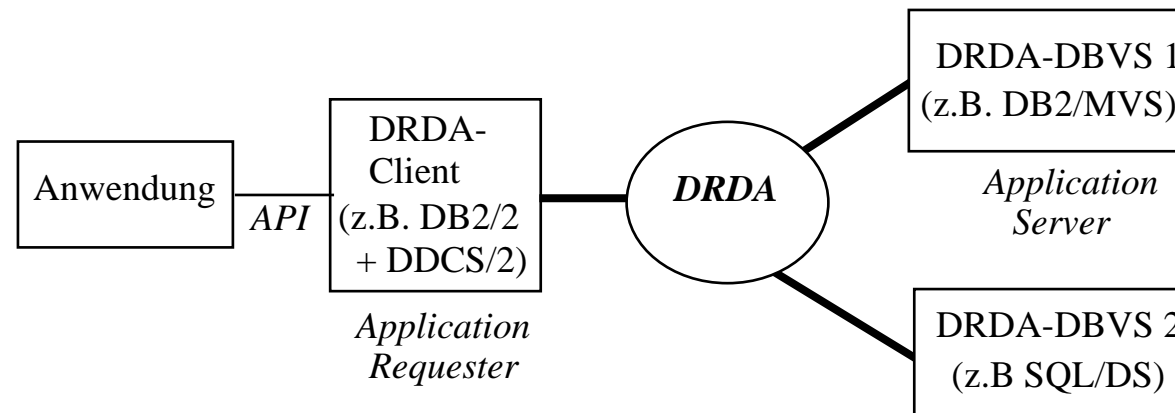 Anwendung
API
DRDA-
Client
(z.B. DB2/2
+ DDCS/2)
Application
Requester
DRDA
DRDA-DBVS 1
(z.B. DB2/MVS)
Application
Server
DRDA-DBVS 2
(z.B SQL/DS)